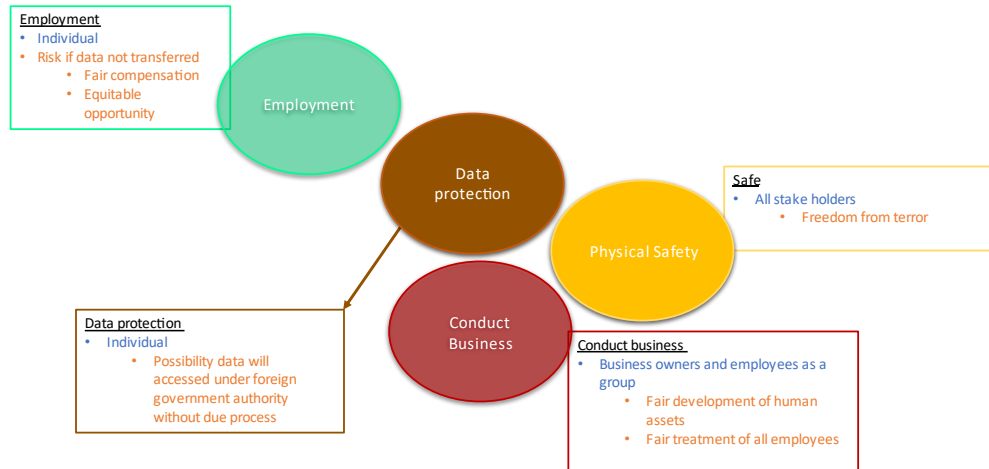 Employment
• Individual
• Risk if data not transferred
• Fair compensation
• Equitable
opportunity
Employment
Data
protection
Safe
• All stake holders
• Freedom from terror
Physical Safety
Data protection
• Individual
• Possibility data will
accessed under foreign
government authority
without due process
Conduct
Business
Conduct business
• Business owners and employees as a
group
• Fair development of human
assets
• Fair treatment of all employees